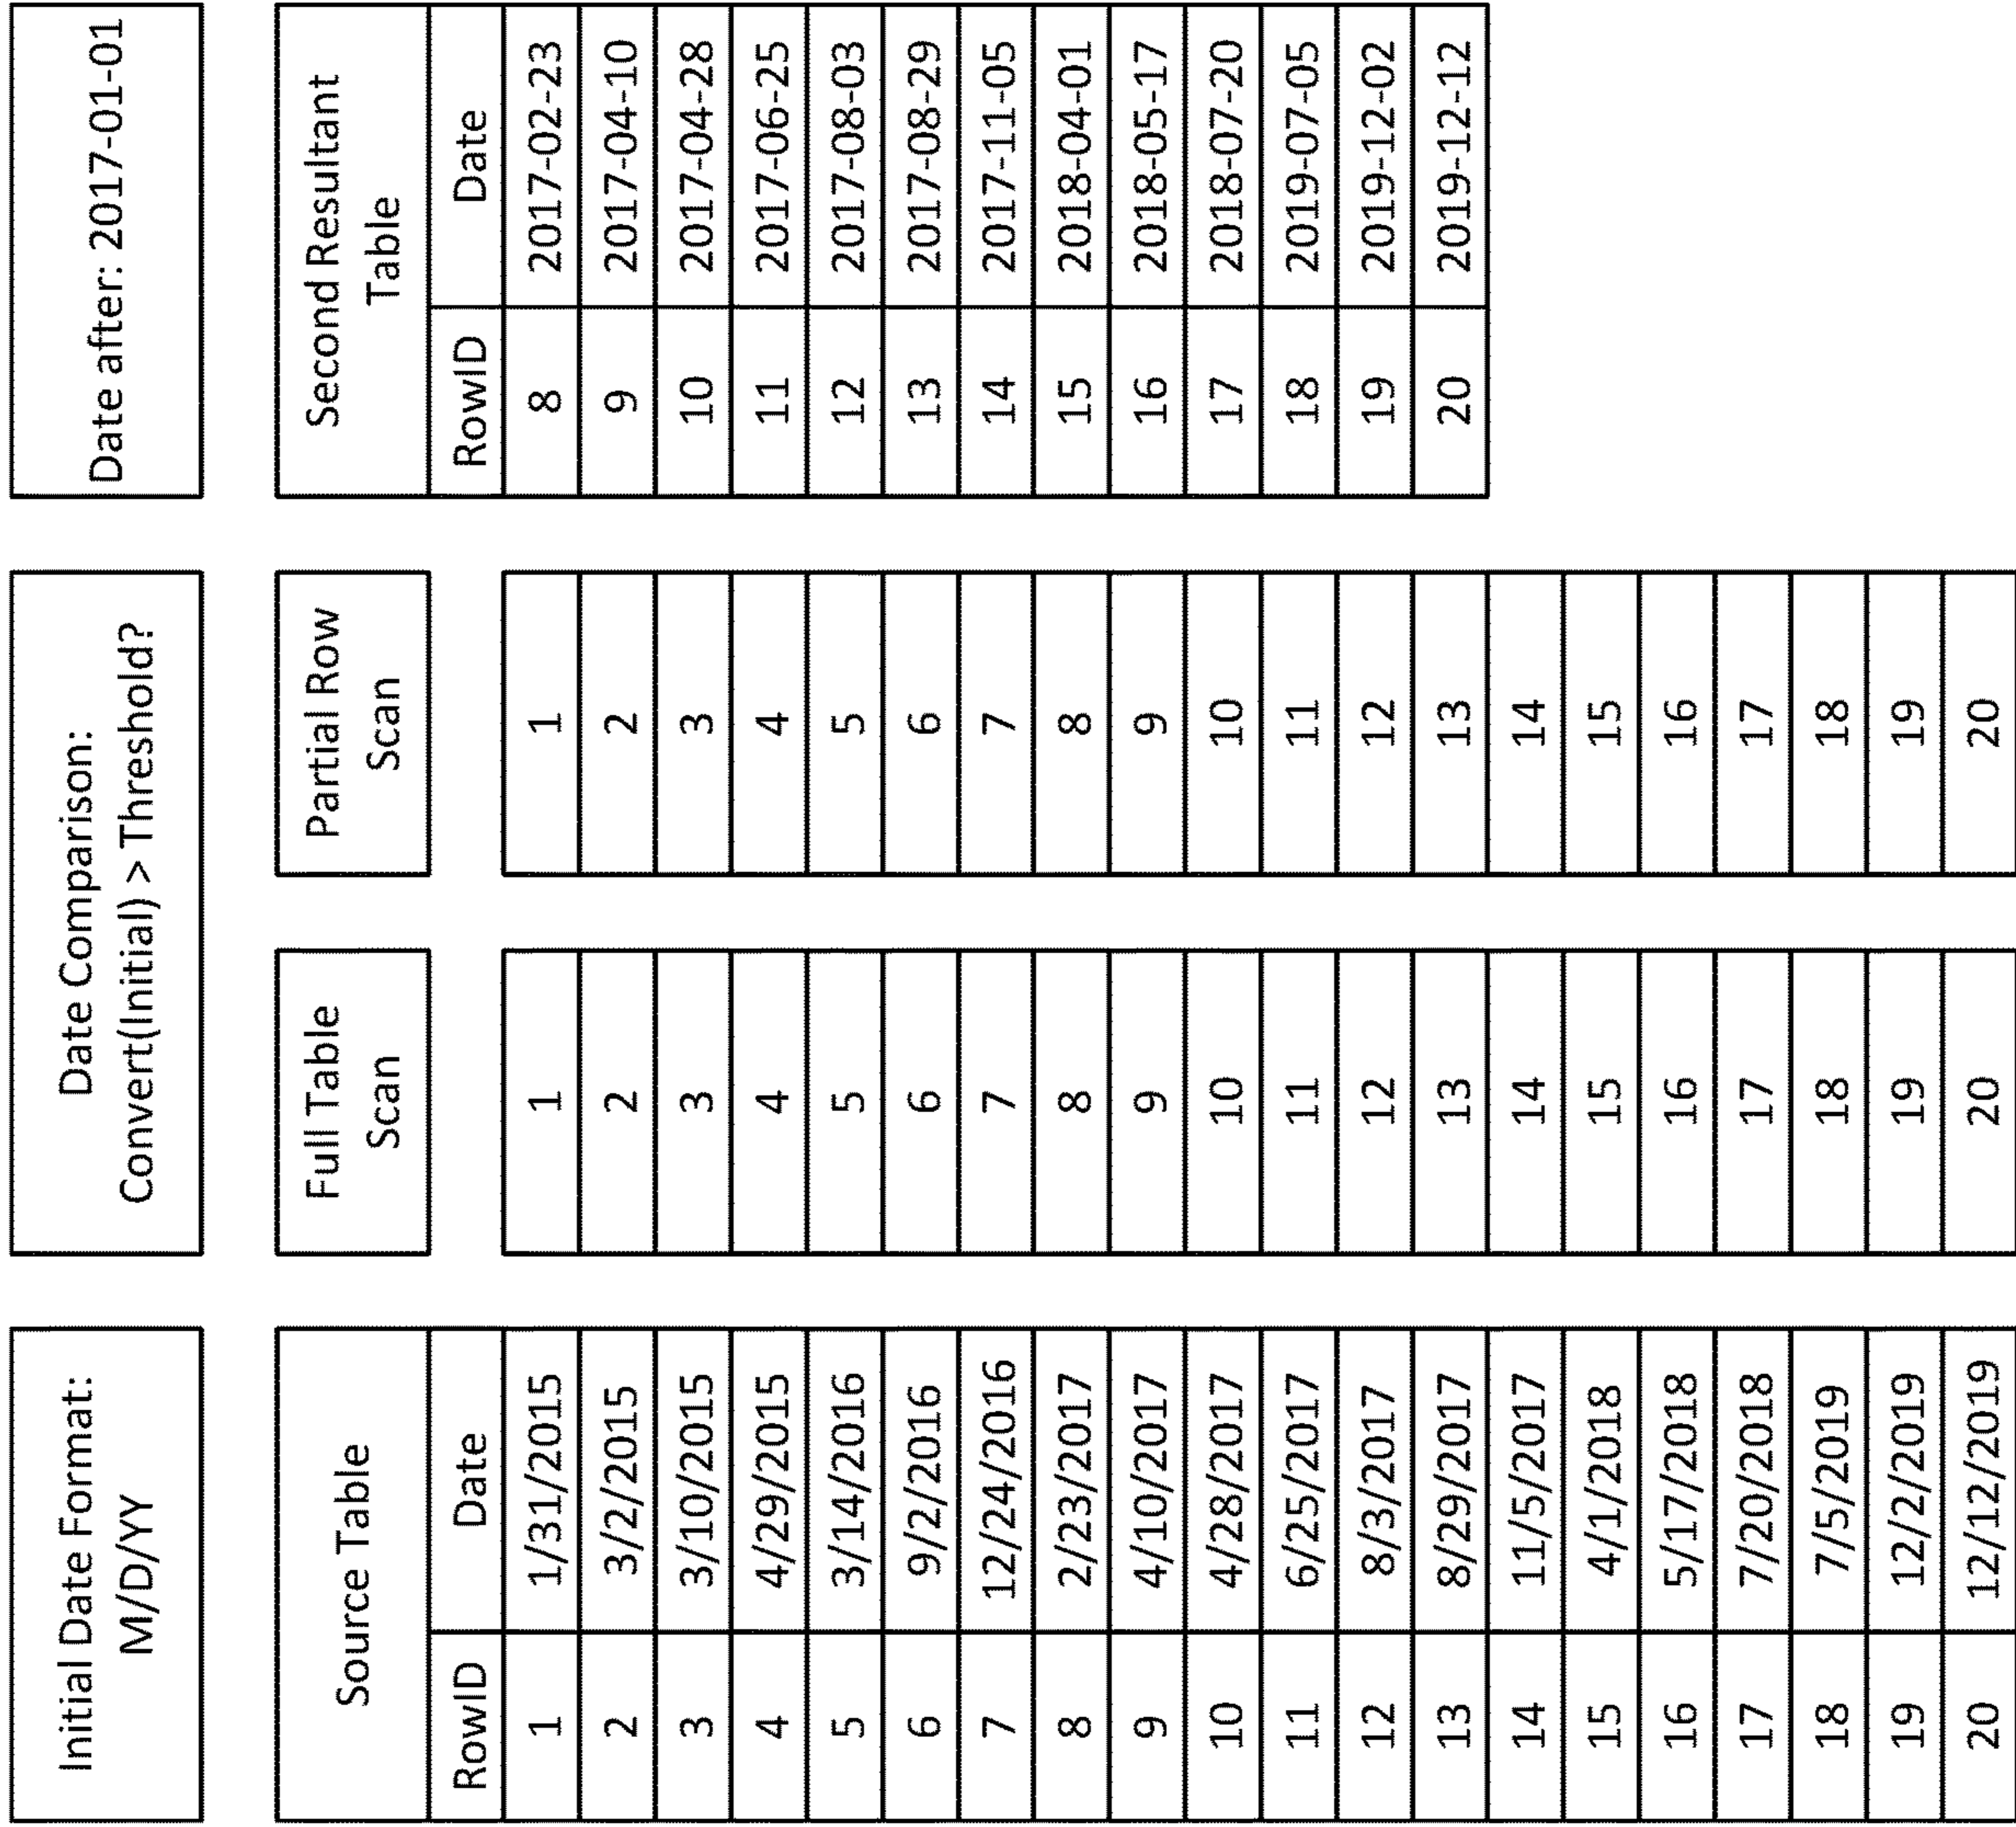 Initial Date Format:
M/D/YY
Date Comparison:
Convert(Initial) > Threshold?
Date after: 2017-01-01
Source Table
Full Table
Scan
Partial Row
Scan
Second Resultant
Table
RowID Date RowID Date
1 1/31/2015 1 1 8 2017-02-23
2 3/2/2015 2 2 9 2017-04-10
3 3/10/2015 3 3 10 2017-04-28
4 4/29/2015 4 4 11 2017-06-25
5 3/14/2016 5 5 12 2017-08-03
6 9/2/2016 6 6 13 2017-08-29
7 12/24/2016 7 7 14 2017-11-05
8 2/23/2017 8 8 15 2018-04-01
9 4/10/2017 9 9 16 2018-05-17
10 4/28/2017 10 10 17 2018-07-20
11 6/25/2017 11 11 18 2019-07-05
12 8/3/2017 12 12 19 2019-12-02
13 8/29/2017 13 13 20 2019-12-12
14 11/5/2017 14 14
15 4/1/2018 15 15
16 5/17/2018 16 16
17 7/20/2018 17 17
18 7/5/2019 18 18
19 12/2/2019 19 19
20 12/12/2019 20 20